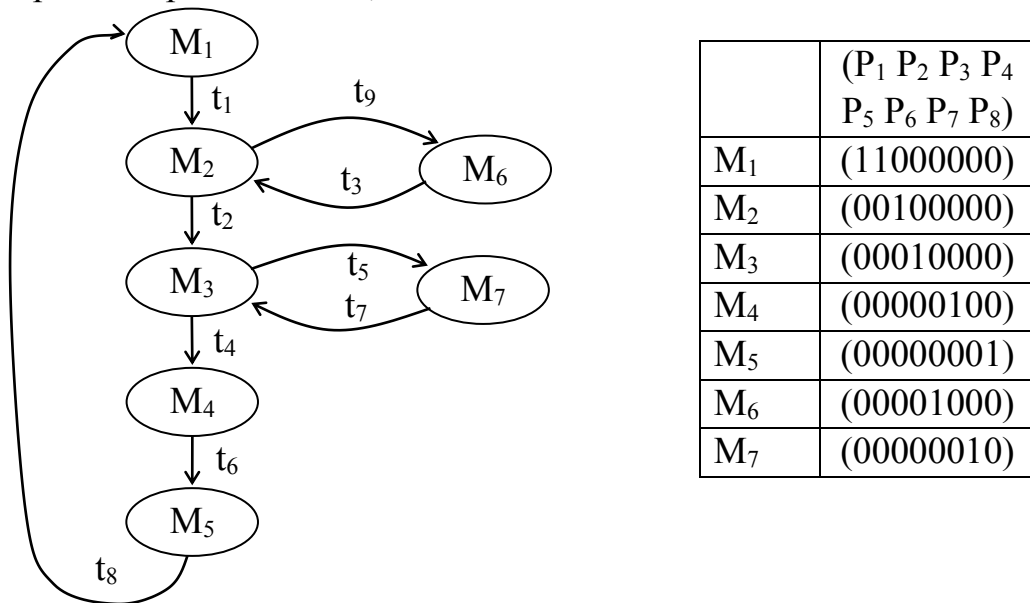 M₁
t₁
t₉
M₂
M₆
t₃
t₂
M₃
t₅
M₇
t₇
t₄
M₄
t₆
M₅
t₈
(P₁ P₂ P₃ P₄
P₅ P₆ P₇ P₈)
M₁ (11000000)
M₂ (00100000)
M₃ (00010000)
M₄ (00000100)
M₅ (00000001)
M₆ (00001000)
M₇ (00000010)